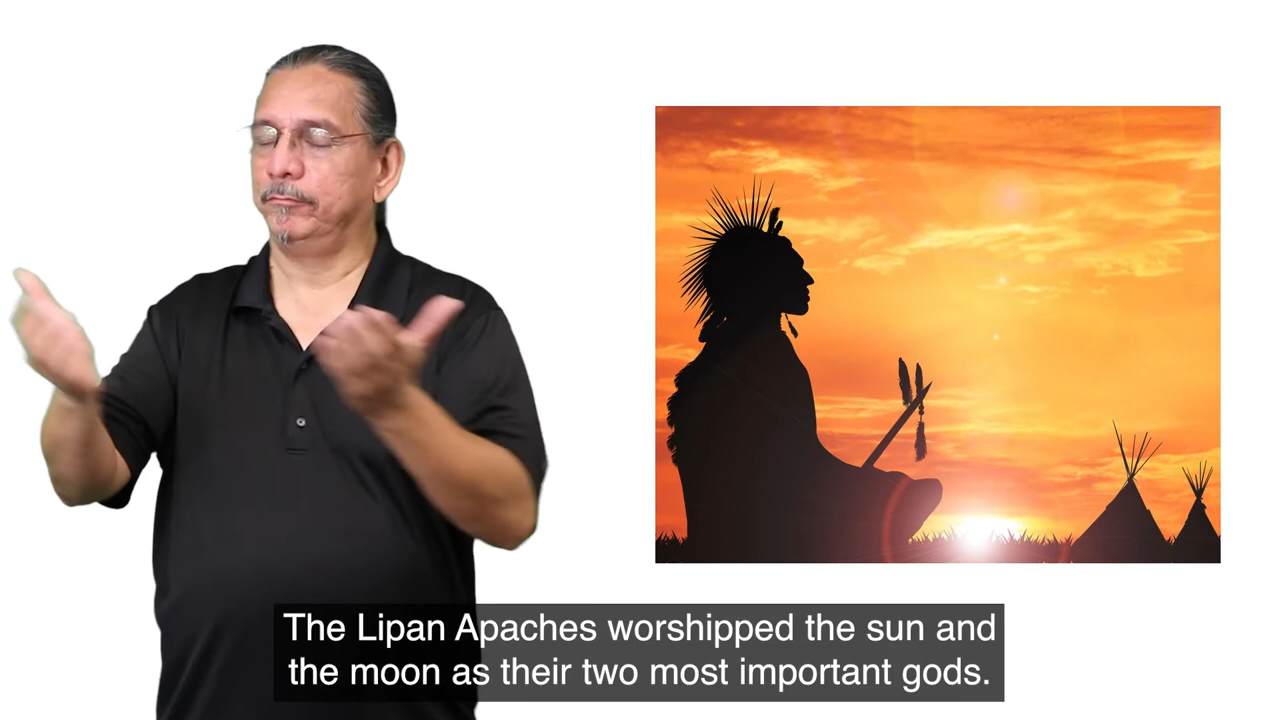 The Lipan Apaches worshipped the sun and
the moon as their two most important gods.